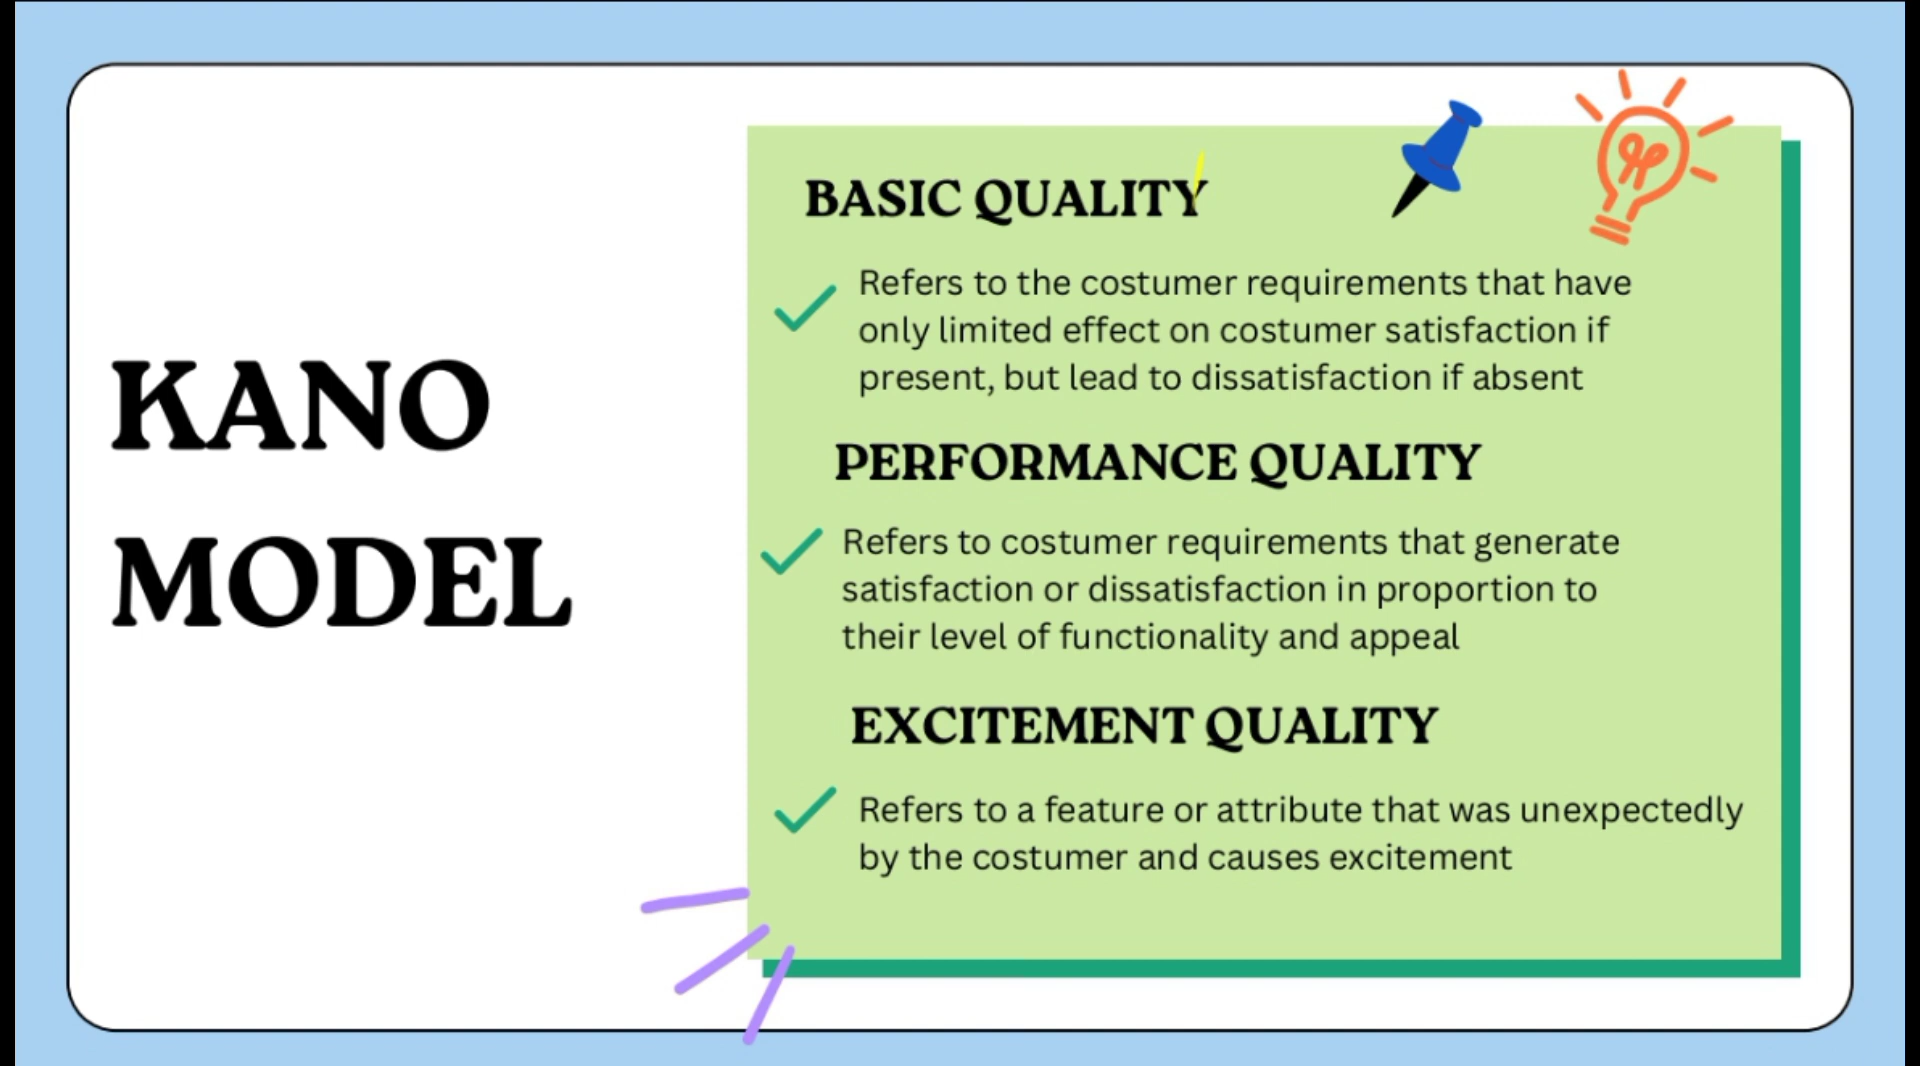 KANO
MODEL
BASIC QUALITY
Refers to the costumer requirements that have
only limited effect on costumer satisfaction if
present, but lead to dissatisfaction if absent
PERFORMANCE QUALITY
Refers to costumer requirements that generate
satisfaction or dissatisfaction in proportion to
their level of functionality and appeal
EXCITEMENT QUALITY
Refers to a feature or attribute that was unexpectedly
by the costumer and causes excitement